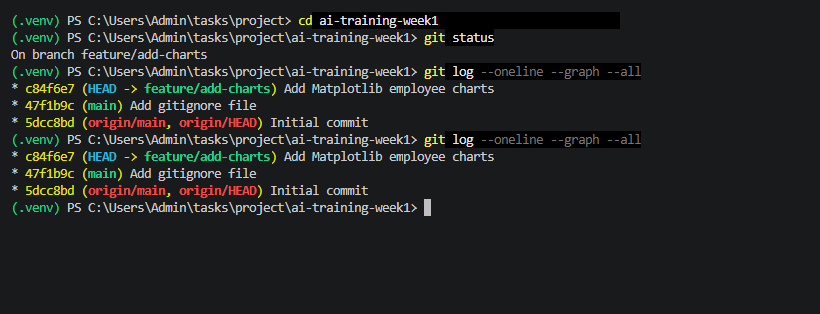 (.venv) PS C:\Users\Admin\tasks\project> cd ai-training-week1
(.venv) PS C:\Users\Admin\tasks\project\ai-training-week1> git status
On branch feature/add-charts
(.venv) PS C:\Users\Admin\tasks\project\ai-training-week1> git log --oneline --graph --all
* c84f6e7 (HEAD -> feature/add-charts) Add Matplotlib employee charts
* 47f1b9c (main) Add gitignore file
* 5dcc8bd (origin/main, origin/HEAD) Initial commit
(.venv) PS C:\Users\Admin\tasks\project\ai-training-week1> git log --oneline --graph --all
* c84f6e7 (HEAD -> feature/add-charts) Add Matplotlib employee charts
* 47f1b9c (main) Add gitignore file
* 5dcc8bd (origin/main, origin/HEAD) Initial commit
(.venv) PS C:\Users\Admin\tasks\project\ai-training-week1>